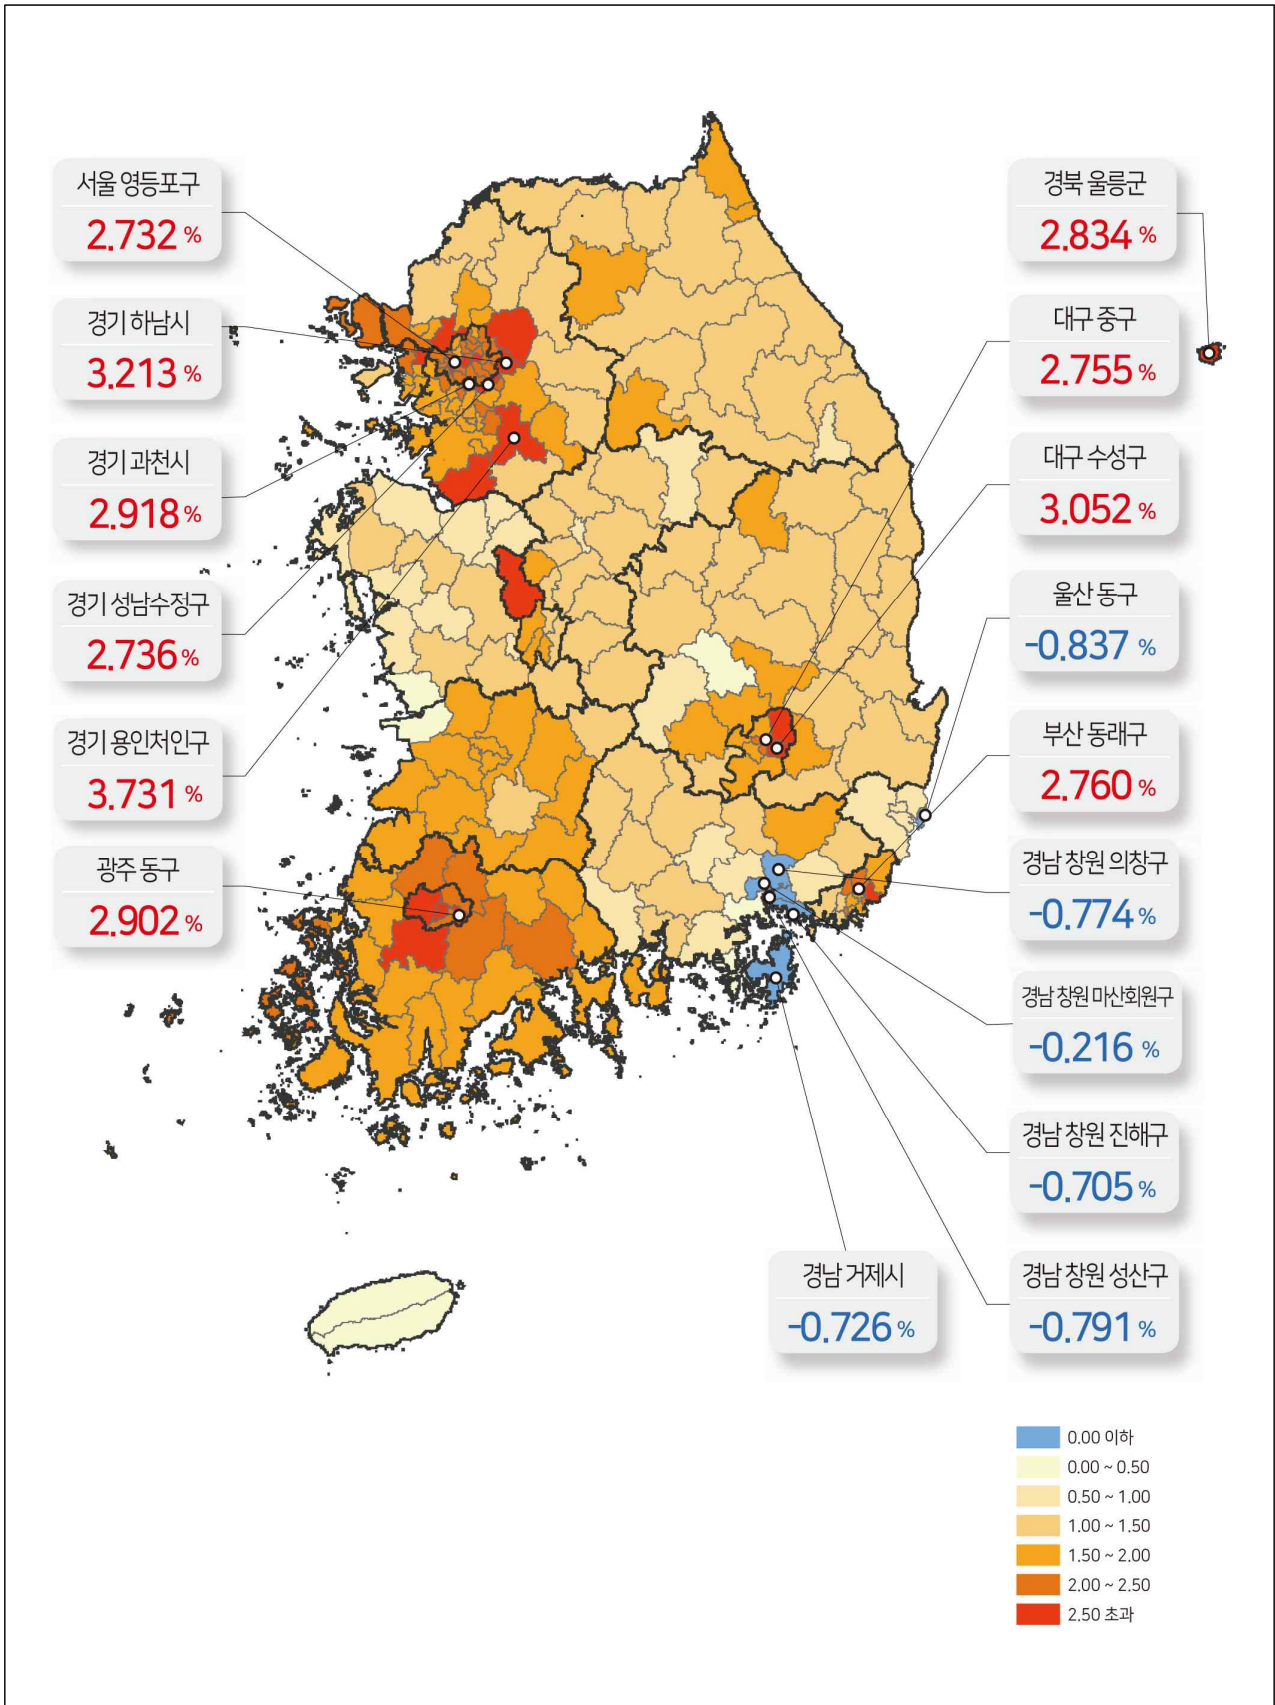 서울 영등포구
2.732 %
경기 하남시
3.213 %
경기 과천시
2.918 %
경기 성남수정구
2.736 %
경기 용인처인구
3.731 %
광주 동구
2.902 %
경북 울릉군
2.834 %
대구 중구
2.755 %
대구 수성구
3.052 %
울산 동구
-0.837 %
부산 동래구
2.760 %
경남 창원 의창구
-0.774 %
경남 창원 마산회원구
-0.216 %
경남 창원 진해구
-0.705 %
경남 거제시
-0.726 %
경남 창원 성산구
-0.791 %
0.00 이하
0.00 ~ 0.50
0.50 ~ 1.00
1.00 ~ 1.50
1.50 ~ 2.00
2.00 ~ 2.50
2.50 초과